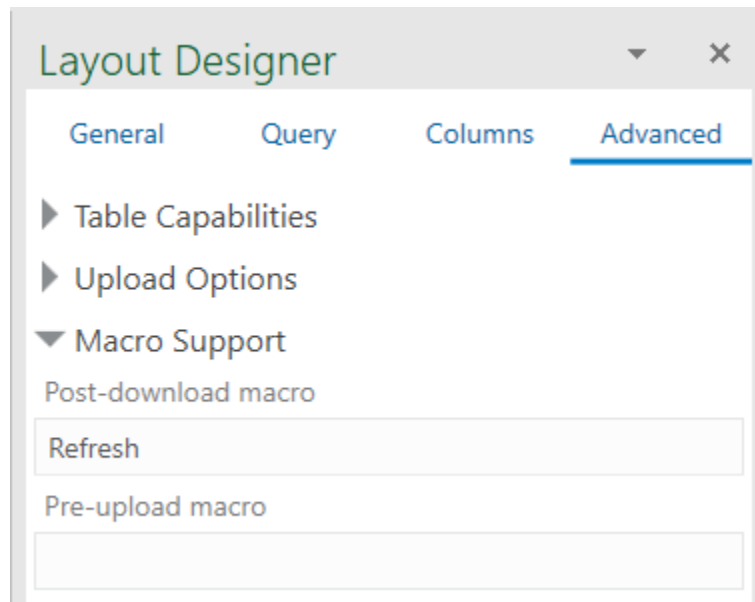 Layout Designer
General Query Columns Advanced
Table Capabilities
Upload Options
Macro Support
Post-download macro
Refresh
Pre-upload macro